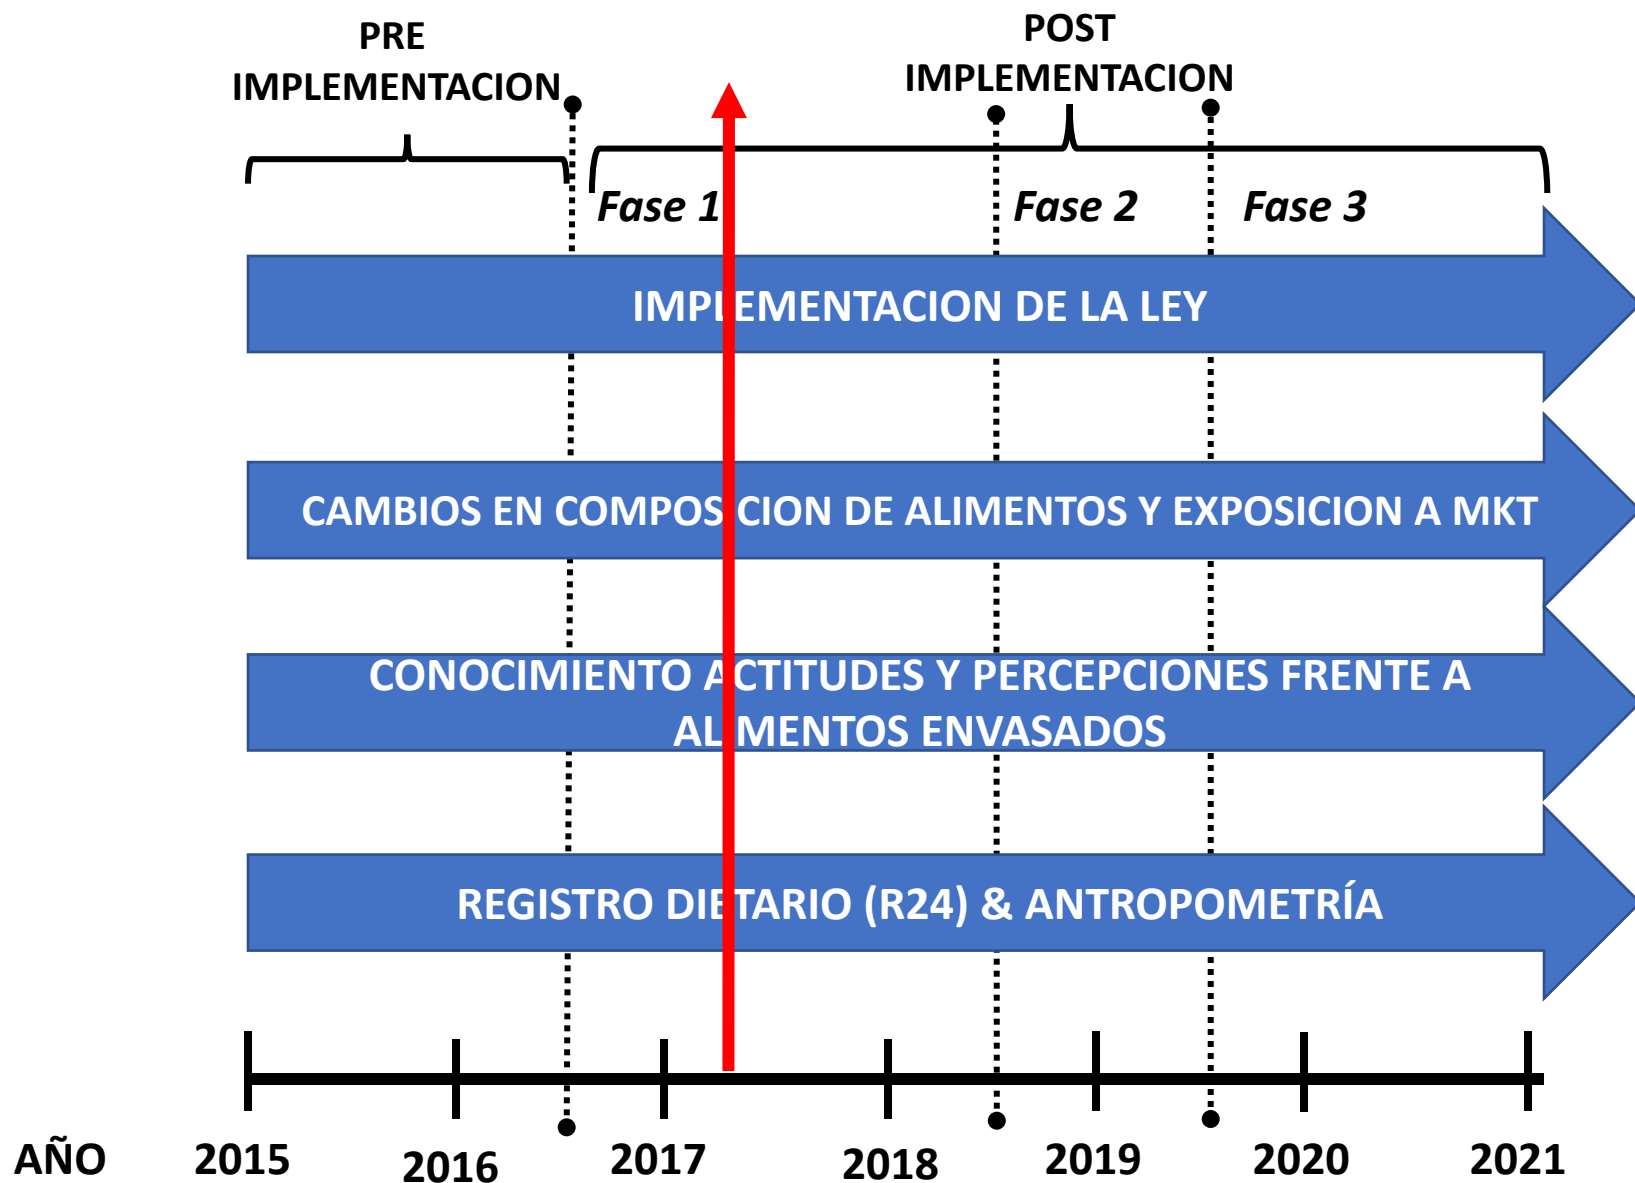 PRE
IMPLEMENTACION
POST
IMPLEMENTACION
Fase 1
Fase 2
Fase 3
IMPLEMENTACION DE LA LEY
CAMBIOS EN COMPOSICION DE ALIMENTOS Y EXPOSICION A MKT
CONOCIMIENTO ACTITUDES Y PERCEPCIONES FRENTE A
ALIMENTOS ENVASADOS
REGISTRO DIETARIO (R24) & ANTROPOMETRÍA
AÑO 2015 2016 2017 2018 2019 2020 2021